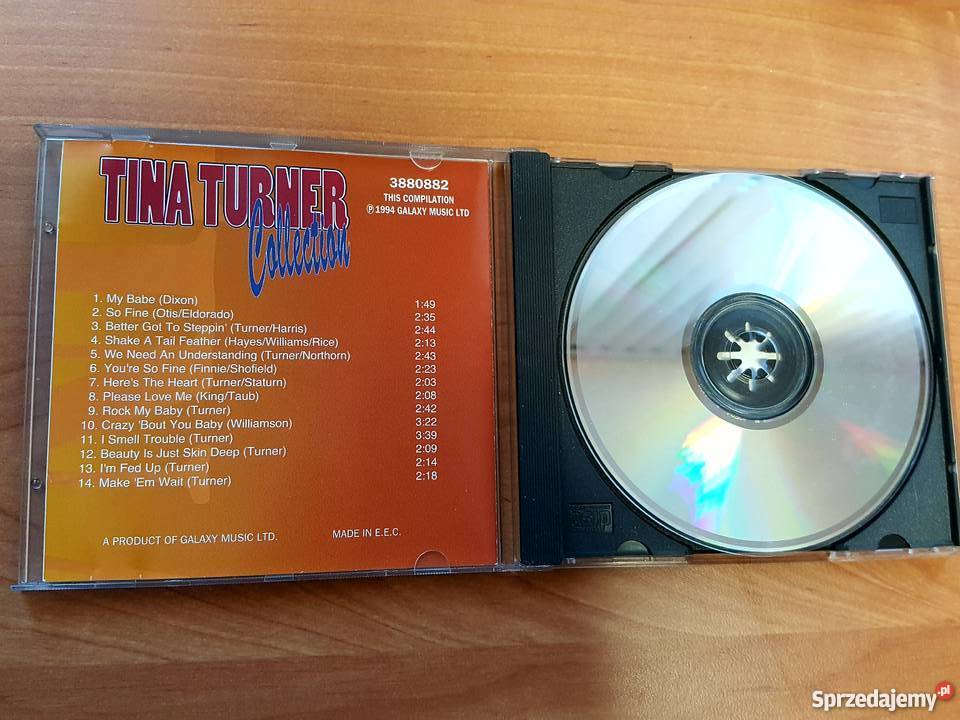 TINA TURNER
Collection
3880882
THIS COMPILATION
℗ 1994 GALAXY MUSIC LTD
1. My Babe (Dixon) 1:49
2. So Fine (Otis/Eldorado) 2:35
3. Better Got To Steppin' (Turner/Harris) 2:44
4. Shake A Tail Feather (Hayes/Williams/Rice) 2:13
5. We Need An Understanding (Turner/Northorn) 2:43
6. You're So Fine (Finnie/Shofield) 2:23
7. Here's The Heart (Turner/Staturn) 2:03
8. Please Love Me (King/Taub) 2:08
9. Rock My Baby (Turner) 2:42
10. Crazy 'Bout You Baby (Williamson) 3:22
11. I Smell Trouble (Turner) 3:39
12. Beauty Is Just Skin Deep (Turner) 2:09
13. I'm Fed Up (Turner) 2:14
14. Make 'Em Wait (Turner) 2:18
A PRODUCT OF GALAXY MUSIC LTD. MADE IN E.E.C.
Sprzedajemy.pl